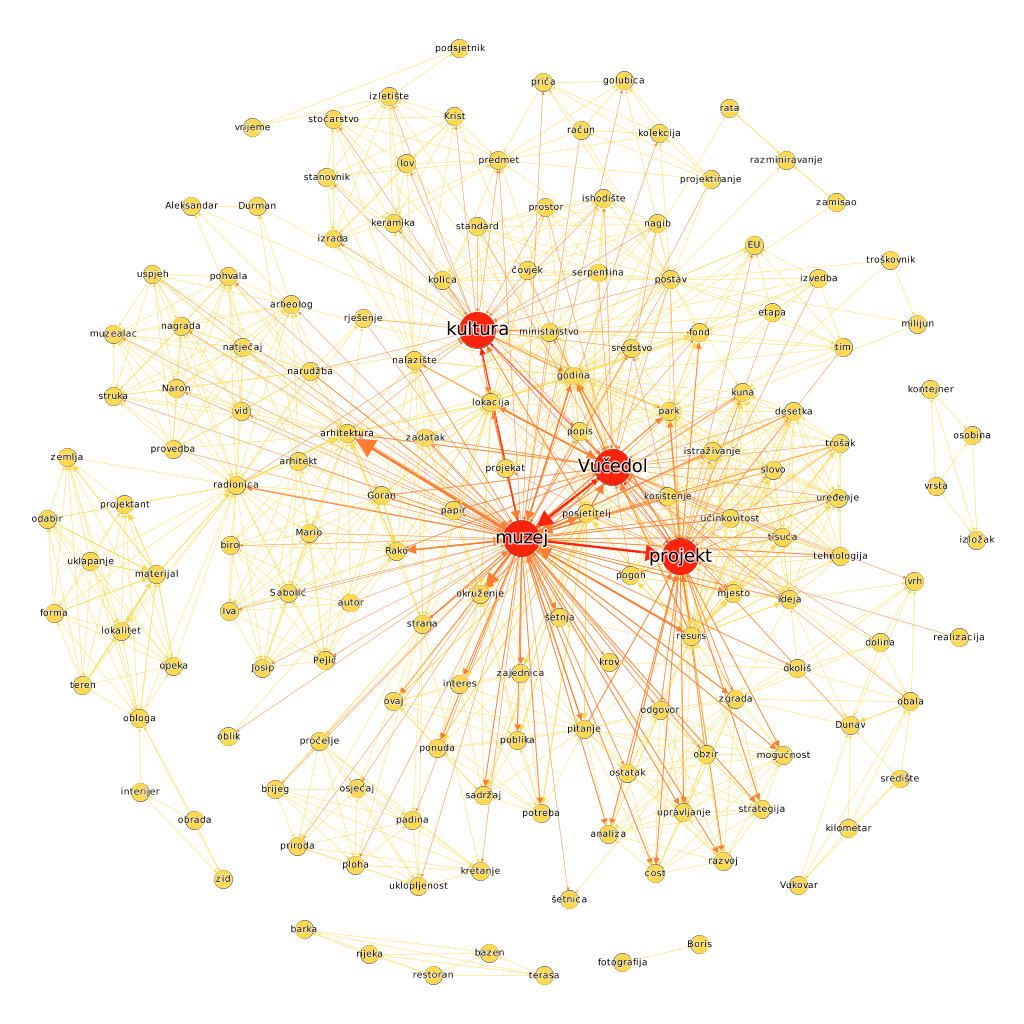 podsjetnik
prića
golubica
izletište
rata
stoćarstvo
Krist
vrijeme
račun
kolekcija
lov
predmet
razminiravanje
stanovnik
projektiranje
Aleksandar
Durman
prostor
ishodište
zamisao
keramika
standard
nagib
izrada
EU
troškovnik
uspjeh
pohvala
kolica
čovjek
serpentina
postav
izvedba
arheolog
etapa
rješenje
muzealac
nagrada
kultura
ministarstvo
fond
milijun
natječaj
nalazište
sredstvo
tim
narudžba
godina
struka
Naron
kuna
kontejner
vidj
lokacija
park
desetka
arhitektura
zadatak
popis
osobina
provedba
istraživanje
trošak
zemlja
arhitekt
projekat
Vučedol
slovo
radionica
vrsta
projektant
Goran
korištenje
uređenje
odabir
papir
posjetitelj
učinkovitost
biro
Mario
muzej
tisuća
izložak
uklapanje
Rako
projekt
tehnologija
materijal
pogon
vrh
forma
Iva
Sabolić
autor
okruženje
mjesto
ideja
lokalitet
strana
šetnja
resurs
realizacija
dolina
opeka
Josip
Pejić
krov
okoliš
teren
interes
zajednica
ovaj
zgrada
obala
obloga
odgovor
Dunav
oblik
pročelje
ponuda
publika
pitanje
obzir
mogućnost
ostatak
središte
interijer
brijeg
osjećaj
sadržaj
obrada
padina
potreba
upravljanje
strategija
priroda
analiza
kilometar
ploha
kretanje
razvoj
zid
uklopljenost
cost
Vukovar
šetnica
barka
Boris
rijeka
bazen
fotografija
restoran
terasa